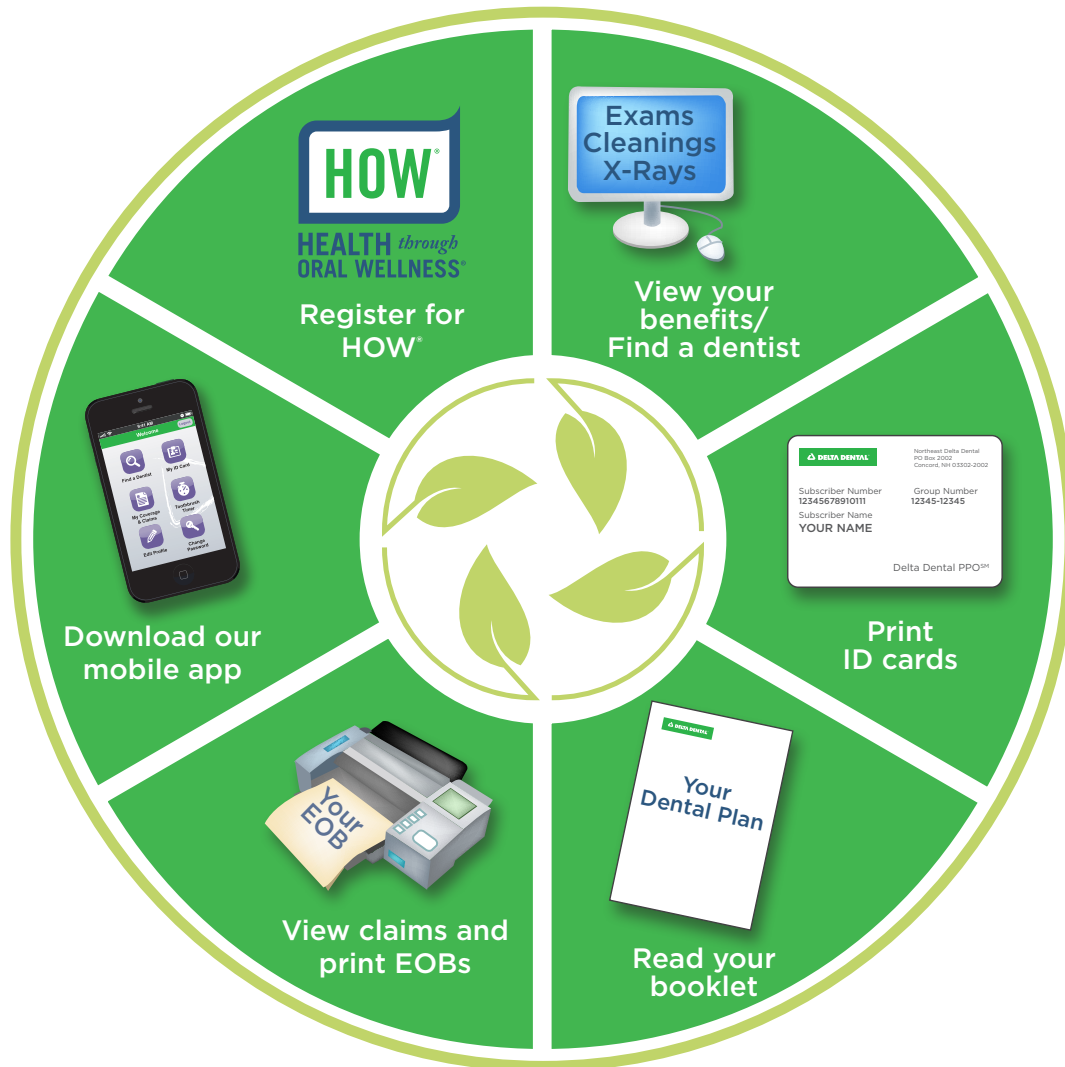 HOW®
HEALTH through
ORAL WELLNESS®
Register for
HOW®
Exams
Cleanings
X-Rays
View your
benefits/
Find a dentist
DELTA DENTAL
Northeast Delta Dental
PO Box 2002
Concord, NH 03302-2002
Subscriber Number
12345678910111
Group Number
12345-12345
Subscriber Name
YOUR NAME
Delta Dental PPO℠
Print
ID cards
DELTA DENTAL
Your
Dental Plan
Read your
booklet
Your
EOB
View claims and
print EOBs
9:41 AM
Welcome
Logout
Find a Dentist
My ID Card
My Coverage
& Claims
Toothbrush
Timer
Edit Profile
Change
Password
Download our
mobile app